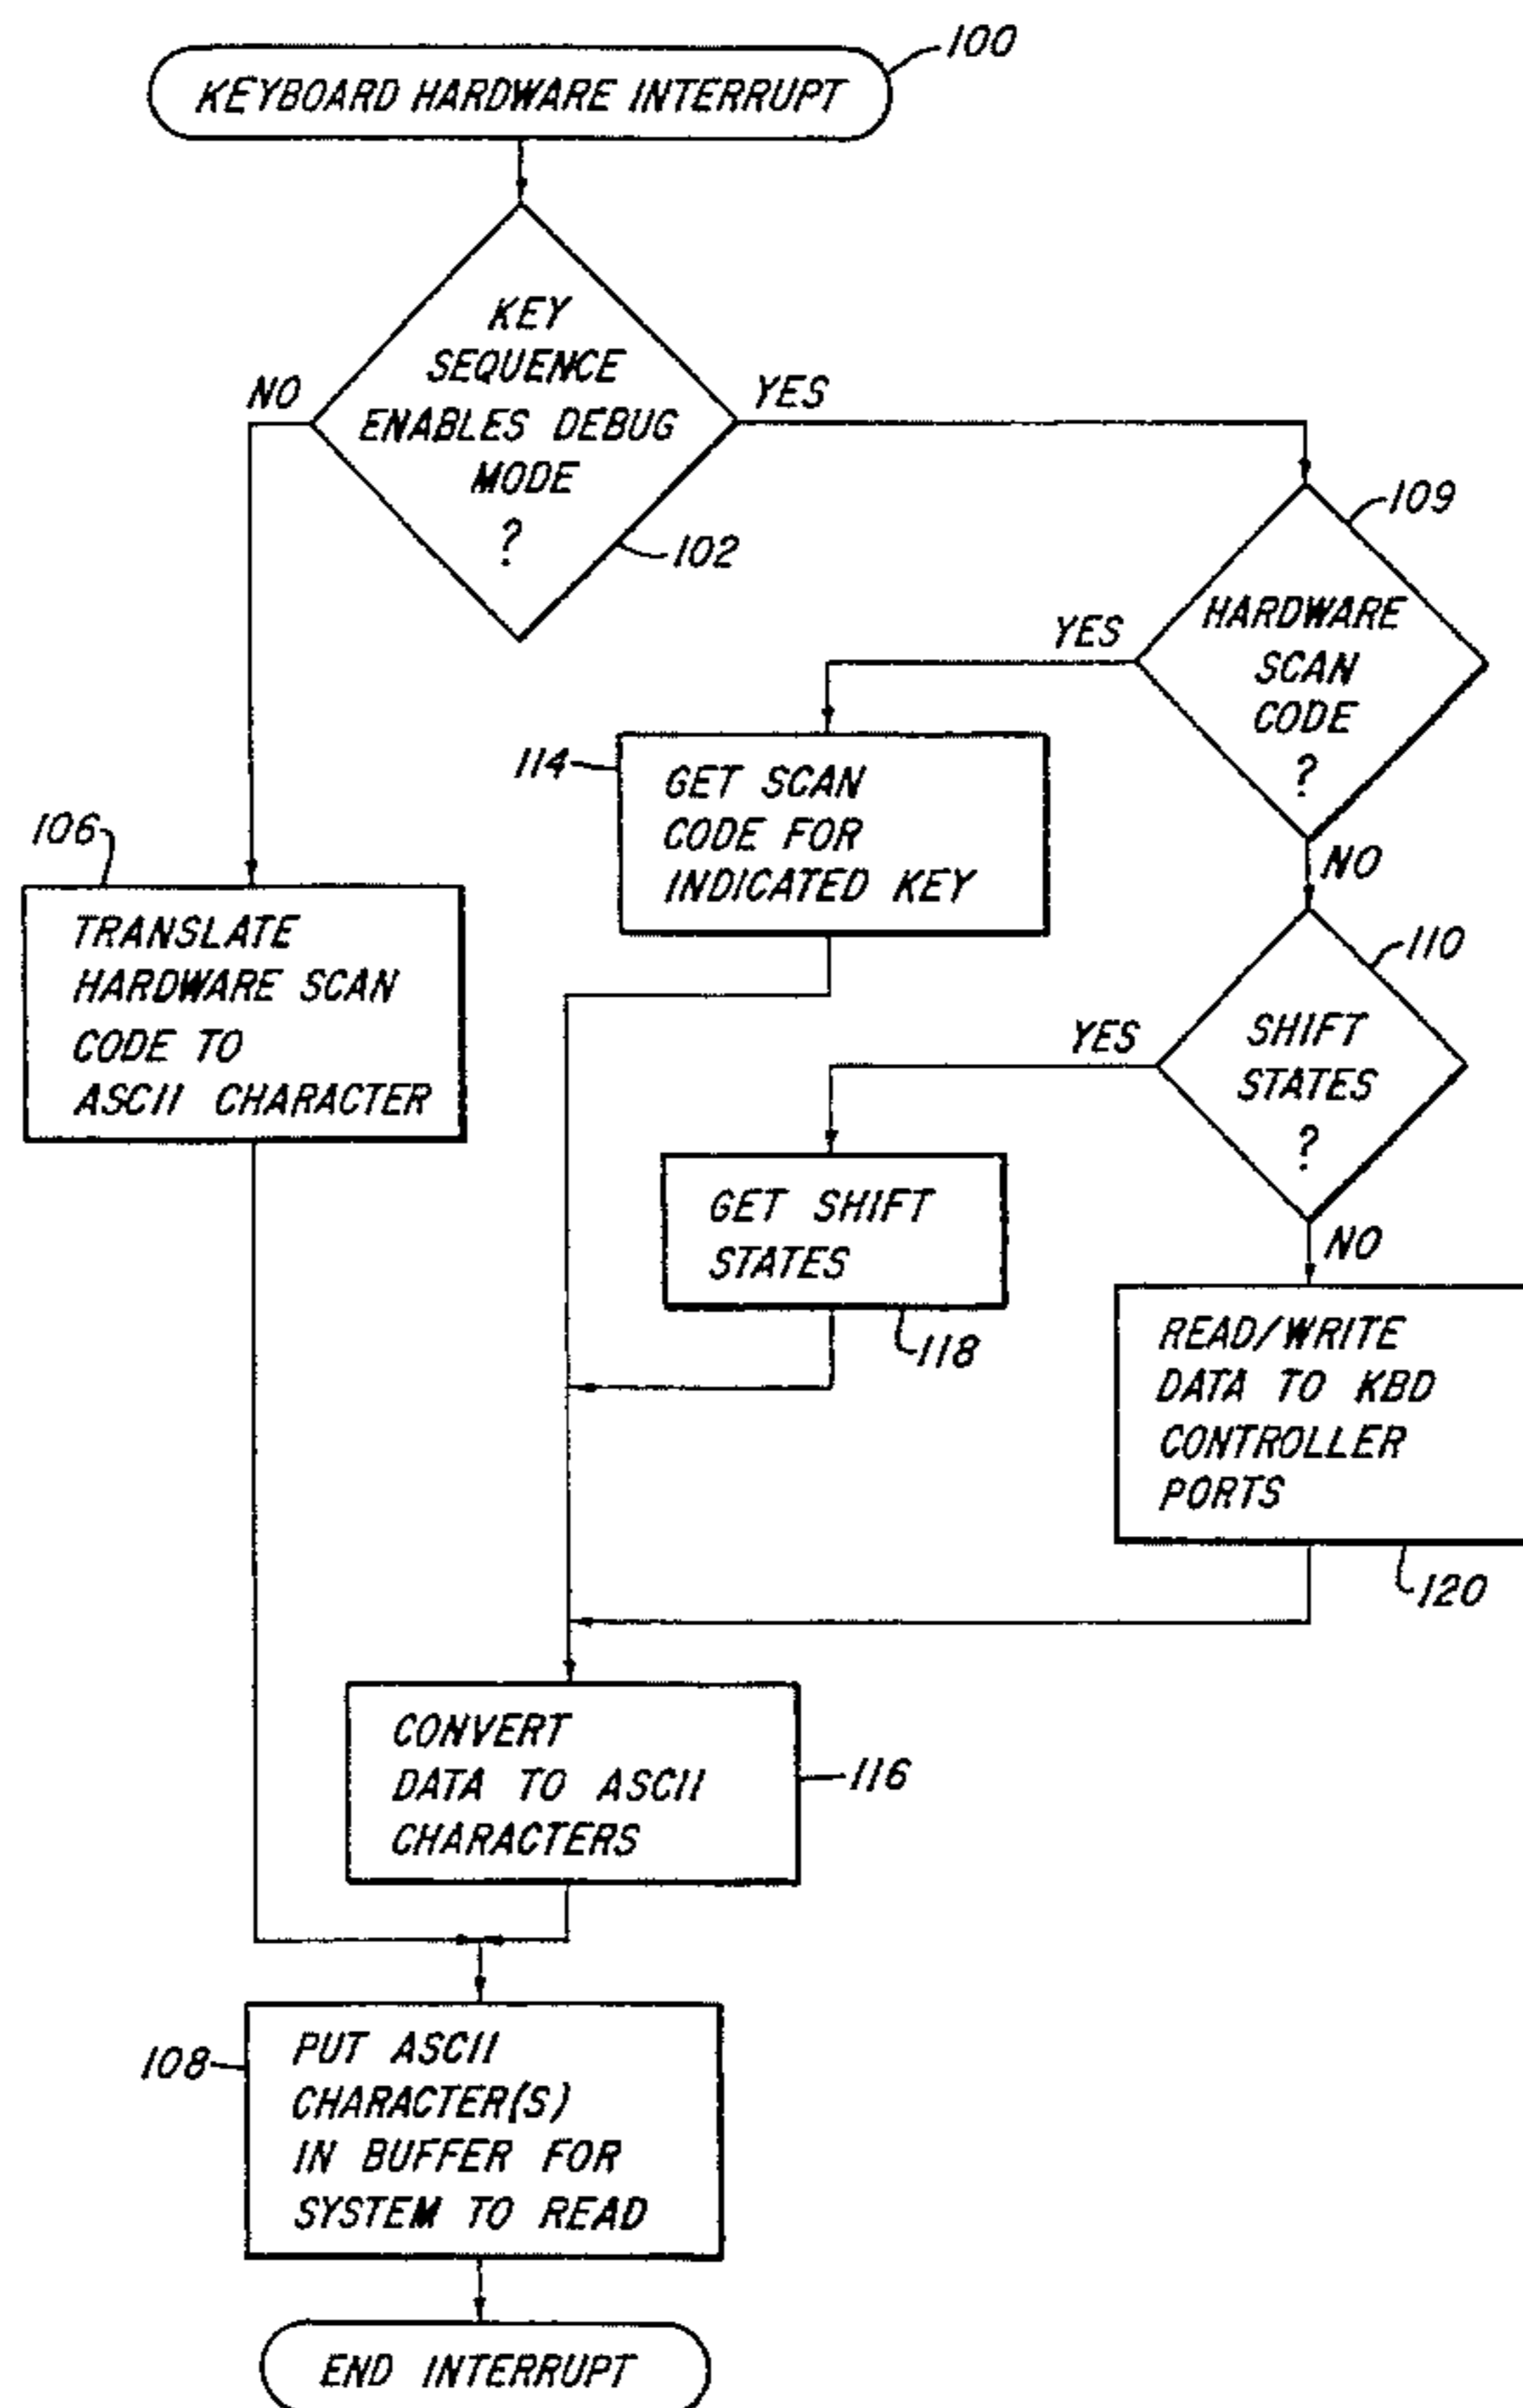 100
KEYBOARD HARDWARE INTERRUPT
KEY
SEQUENCE
ENABLES DEBUG
MODE
?
NO
YES
102
109
HARDWARE
SCAN
CODE
?
YES
NO
114
GET SCAN
CODE FOR
INDICATED KEY
106
TRANSLATE
HARDWARE SCAN
CODE TO
ASCII CHARACTER
110
SHIFT
STATES
?
YES
NO
GET SHIFT
STATES
118
READ/WRITE
DATA TO KBD
CONTROLLER
PORTS
120
CONVERT
DATA TO ASCII
CHARACTERS
116
108
PUT ASCII
CHARACTER(S)
IN BUFFER FOR
SYSTEM TO READ
END INTERRUPT